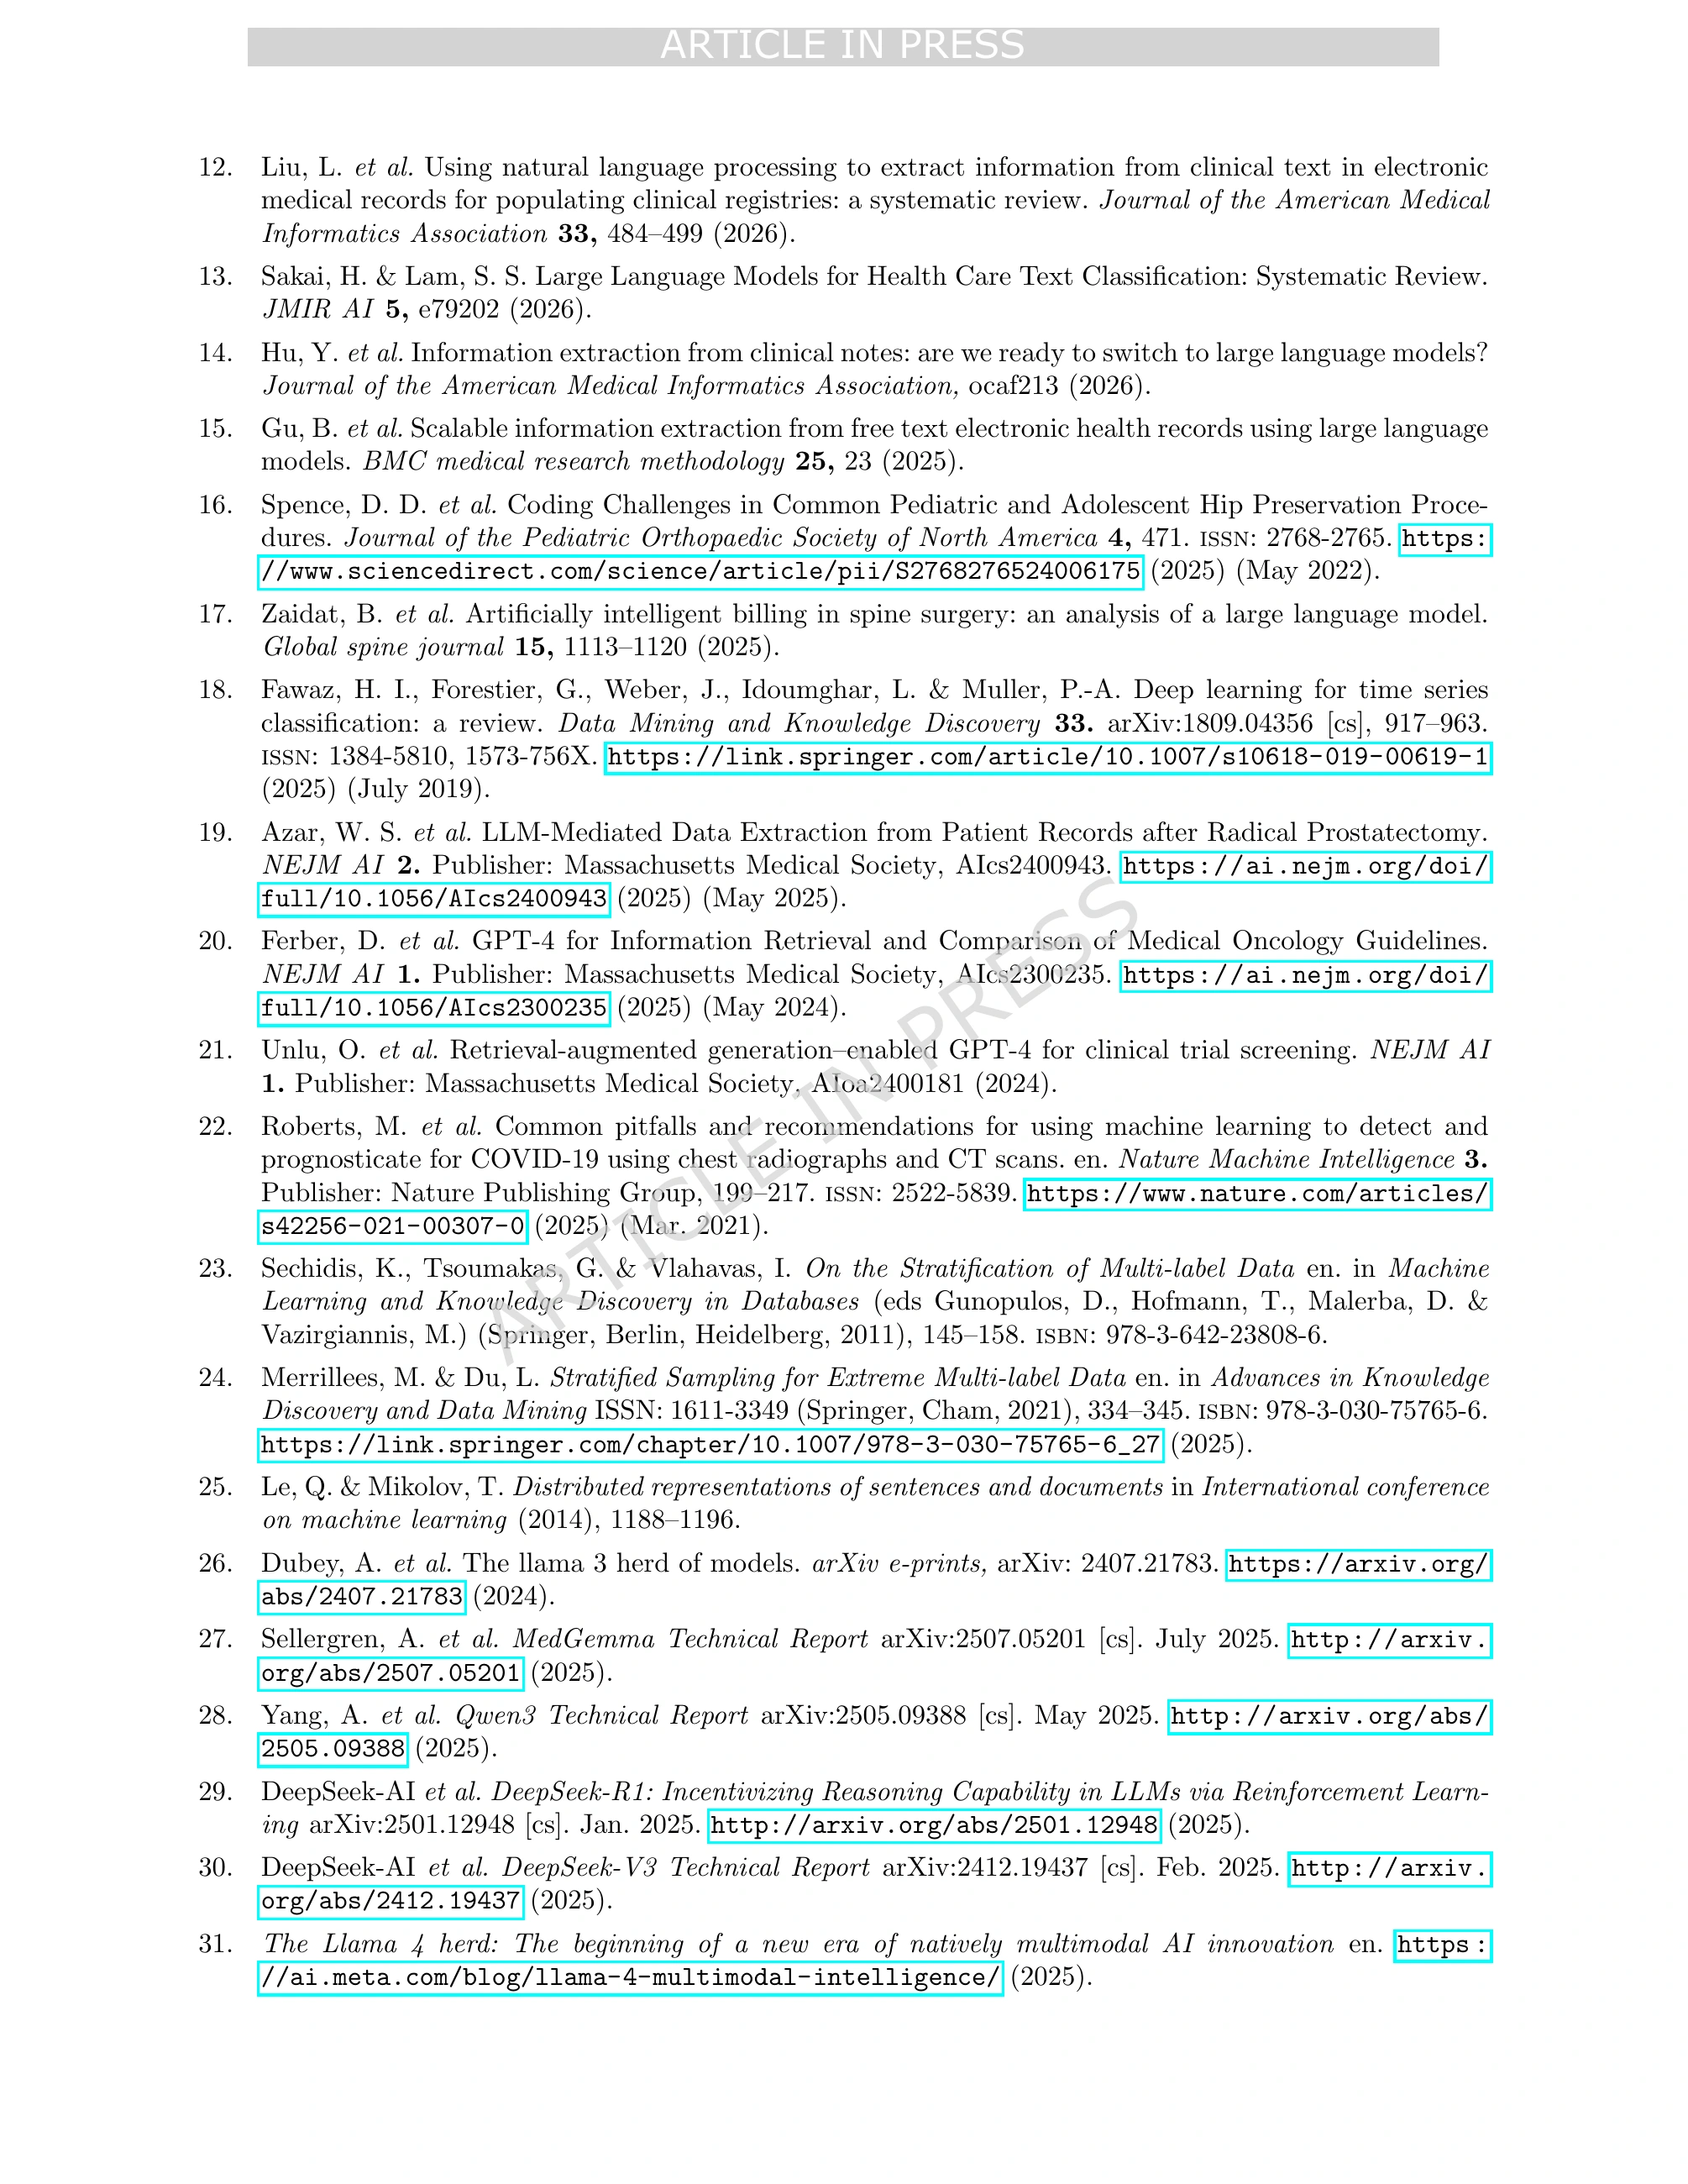 ARTICLE IN PRESS
12. Liu, L. et al. Using natural language processing to extract information from clinical text in electronic
medical records for populating clinical registries: a systematic review. Journal of the American Medical
Informatics Association 33, 484–499 (2026).
13. Sakai, H. & Lam, S. S. Large Language Models for Health Care Text Classification: Systematic Review.
JMIR AI 5, e79202 (2026).
14. Hu, Y. et al. Information extraction from clinical notes: are we ready to switch to large language models?
Journal of the American Medical Informatics Association, ocaf213 (2026).
15. Gu, B. et al. Scalable information extraction from free text electronic health records using large language
models. BMC medical research methodology 25, 23 (2025).
16. Spence, D. D. et al. Coding Challenges in Common Pediatric and Adolescent Hip Preservation Proce-
dures. Journal of the Pediatric Orthopaedic Society of North America 4, 471. ISSN: 2768-2765. https:
//www.sciencedirect.com/science/article/pii/S2768276524006175 (2025) (May 2022).
17. Zaidat, B. et al. Artificially intelligent billing in spine surgery: an analysis of a large language model.
Global spine journal 15, 1113–1120 (2025).
18. Fawaz, H. I., Forestier, G., Weber, J., Idoumghar, L. & Muller, P.-A. Deep learning for time series
classification: a review. Data Mining and Knowledge Discovery 33. arXiv:1809.04356 [cs], 917–963.
ISSN: 1384-5810, 1573-756X. https://link.springer.com/article/10.1007/s10618-019-00619-1
(2025) (July 2019).
19. Azar, W. S. et al. LLM-Mediated Data Extraction from Patient Records after Radical Prostatectomy.
NEJM AI 2. Publisher: Massachusetts Medical Society, AIcs2400943. https://ai.nejm.org/doi/
full/10.1056/AIcs2400943 (2025) (May 2025).
20. Ferber, D. et al. GPT-4 for Information Retrieval and Comparison of Medical Oncology Guidelines.
NEJM AI 1. Publisher: Massachusetts Medical Society, AIcs2300235. https://ai.nejm.org/doi/
full/10.1056/AIcs2300235 (2025) (May 2024).
21. Unlu, O. et al. Retrieval-augmented generation–enabled GPT-4 for clinical trial screening. NEJM AI
1. Publisher: Massachusetts Medical Society, AIoa2400181 (2024).
22. Roberts, M. et al. Common pitfalls and recommendations for using machine learning to detect and
prognosticate for COVID-19 using chest radiographs and CT scans. en. Nature Machine Intelligence 3.
Publisher: Nature Publishing Group, 199–217. ISSN: 2522-5839. https://www.nature.com/articles/
s42256-021-00307-0 (2025) (Mar. 2021).
23. Sechidis, K., Tsoumakas, G. & Vlahavas, I. On the Stratification of Multi-label Data en. in Machine
Learning and Knowledge Discovery in Databases (eds Gunopulos, D., Hofmann, T., Malerba, D. &
Vazirgiannis, M.) (Springer, Berlin, Heidelberg, 2011), 145–158. ISBN: 978-3-642-23808-6.
24. Merrillees, M. & Du, L. Stratified Sampling for Extreme Multi-label Data en. in Advances in Knowledge
Discovery and Data Mining ISSN: 1611-3349 (Springer, Cham, 2021), 334–345. ISBN: 978-3-030-75765-6.
https://link.springer.com/chapter/10.1007/978-3-030-75765-6_27 (2025).
25. Le, Q. & Mikolov, T. Distributed representations of sentences and documents in International conference
on machine learning (2014), 1188–1196.
26. Dubey, A. et al. The llama 3 herd of models. arXiv e-prints, arXiv: 2407.21783. https://arxiv.org/
abs/2407.21783 (2024).
27. Sellergren, A. et al. MedGemma Technical Report arXiv:2507.05201 [cs]. July 2025. http://arxiv.
org/abs/2507.05201 (2025).
28. Yang, A. et al. Qwen3 Technical Report arXiv:2505.09388 [cs]. May 2025. http://arxiv.org/abs/
2505.09388 (2025).
29. DeepSeek-AI et al. DeepSeek-R1: Incentivizing Reasoning Capability in LLMs via Reinforcement Learn-
ing arXiv:2501.12948 [cs]. Jan. 2025. http://arxiv.org/abs/2501.12948 (2025).
30. DeepSeek-AI et al. DeepSeek-V3 Technical Report arXiv:2412.19437 [cs]. Feb. 2025. http://arxiv.
org/abs/2412.19437 (2025).
31. The Llama 4 herd: The beginning of a new era of natively multimodal AI innovation en. https:
//ai.meta.com/blog/llama-4-multimodal-intelligence/ (2025).
ARTICLE IN PRESS